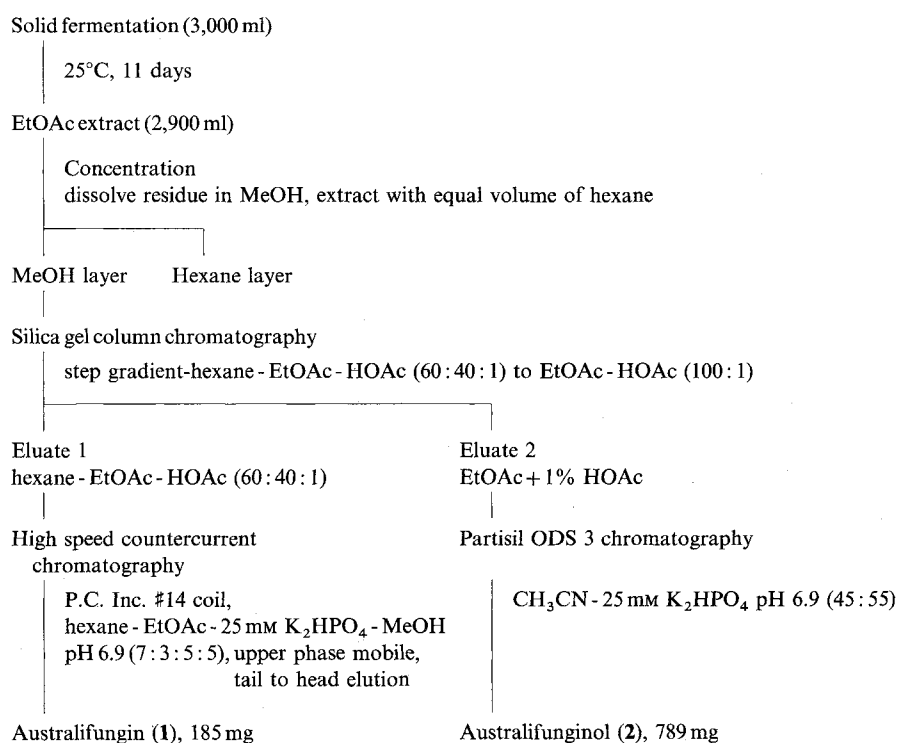 Solid fermentation (3,000 ml)
25°C, 11 days
EtOAc extract (2,900 ml)
Concentration
dissolve residue in MeOH, extract with equal volume of hexane
MeOH layer Hexane layer
Silica gel column chromatography
step gradient-hexane - EtOAc - HOAc (60 : 40 : 1) to EtOAc - HOAc (100 : 1)
Eluate 1
hexane - EtOAc - HOAc (60 : 40 : 1)
High speed countercurrent
chromatography
P.C. Inc. #14 coil,
hexane - EtOAc - 25 mM K₂HPO₄ - MeOH
pH 6.9 (7 : 3 : 5 : 5), upper phase mobile,
tail to head elution
Australifungin (1), 185 mg
Eluate 2
EtOAc + 1% HOAc
Partisil ODS 3 chromatography
CH₃CN - 25 mM K₂HPO₄ pH 6.9 (45 : 55)
Australifunginol (2), 789 mg